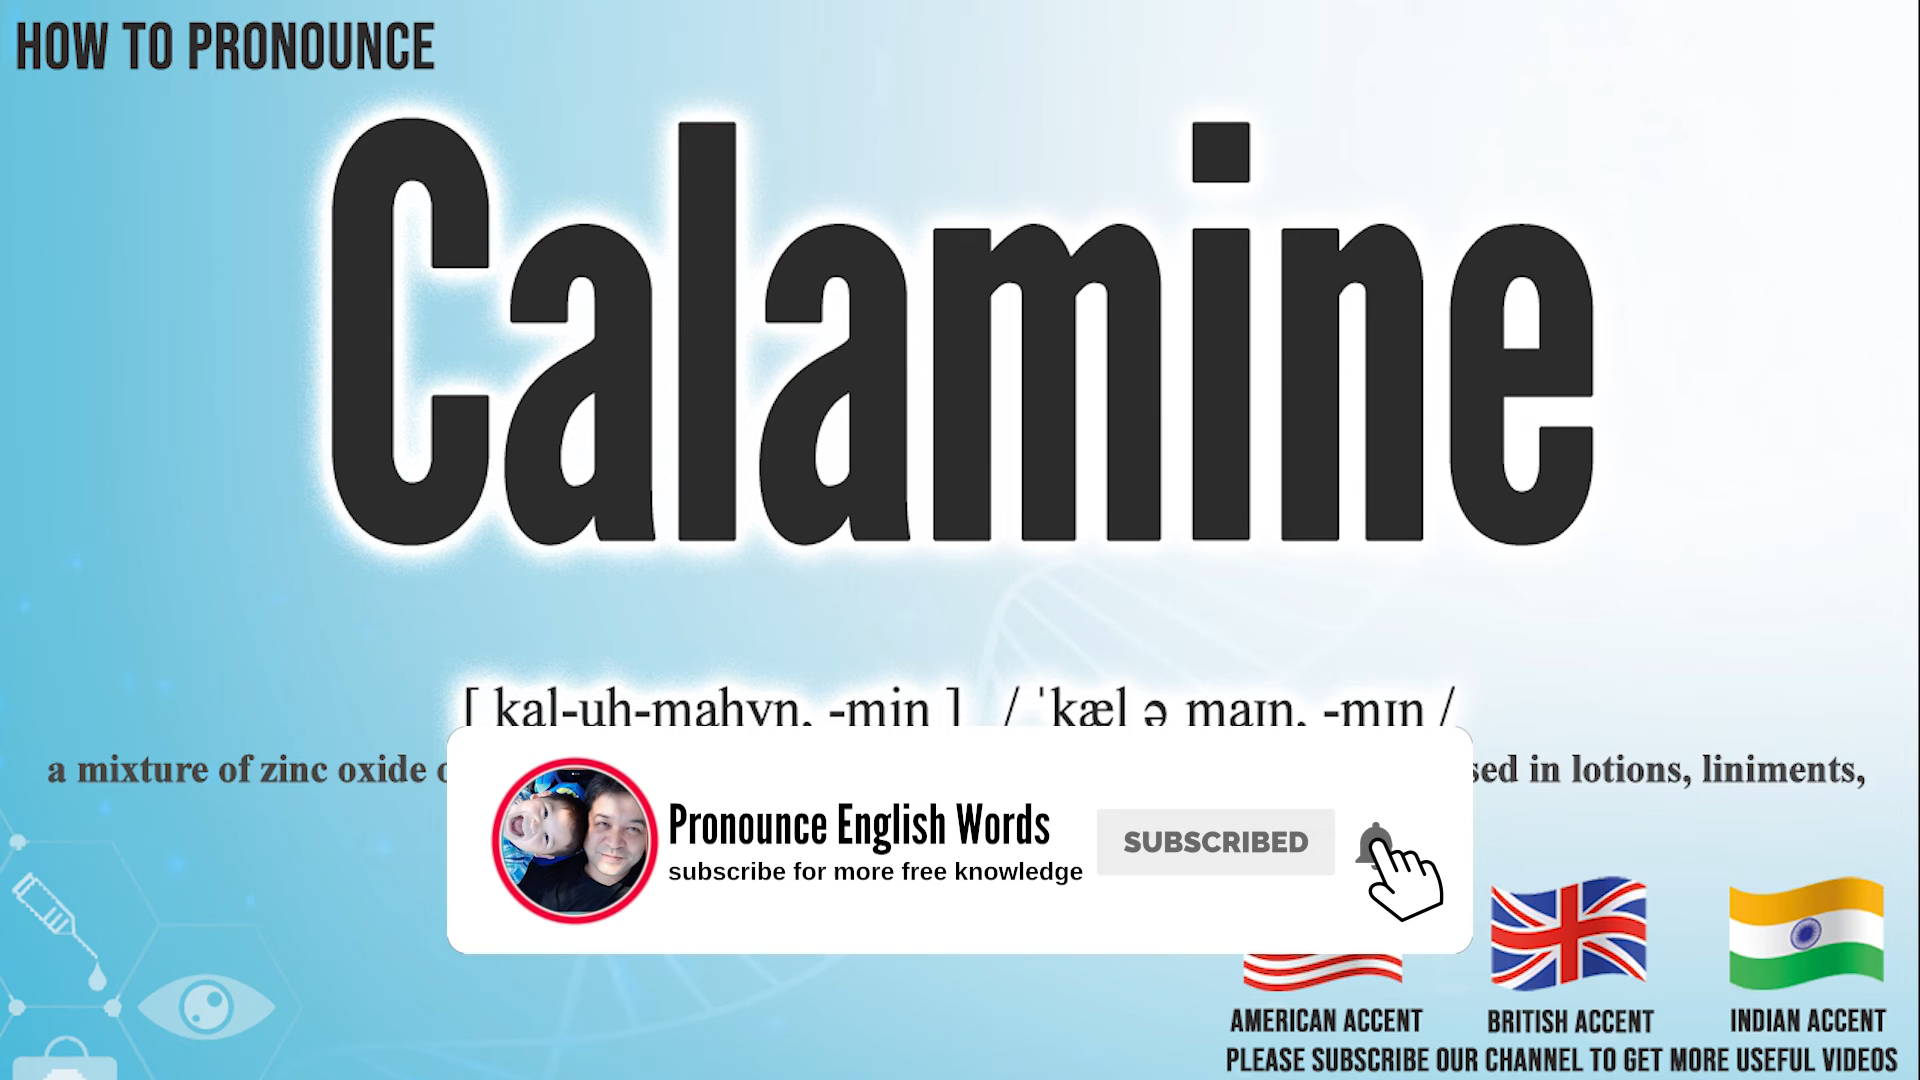 HOW TO PRONOUNCE
Calamine
[ kal-uh-mahyn, -min ] / ˈkæl ə maɪn, -mɪn /
a mixture of zinc oxide used in lotions, liniments,
Pronounce English Words
subscribe for more free knowledge
SUBSCRIBED
AMERICAN ACCENT
BRITISH ACCENT
INDIAN ACCENT
PLEASE SUBSCRIBE OUR CHANNEL TO GET MORE USEFUL VIDEOS